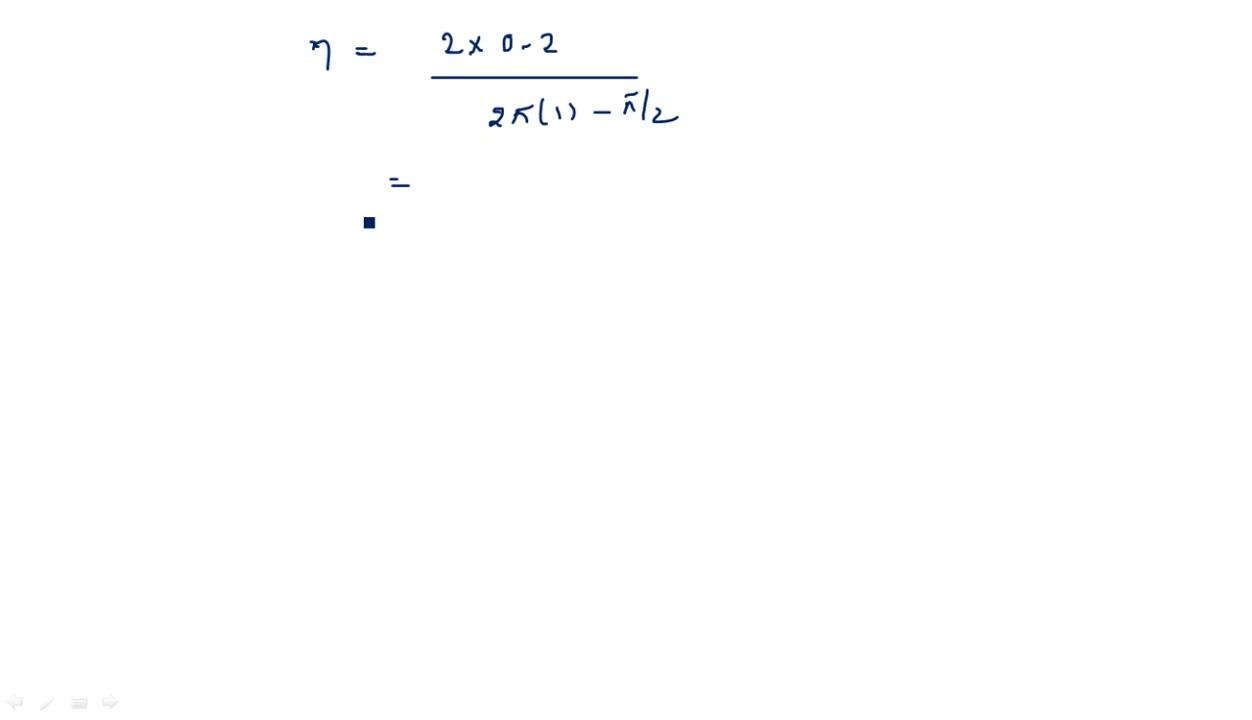 η = 2 × 0.2
2π(1) - π/2
=